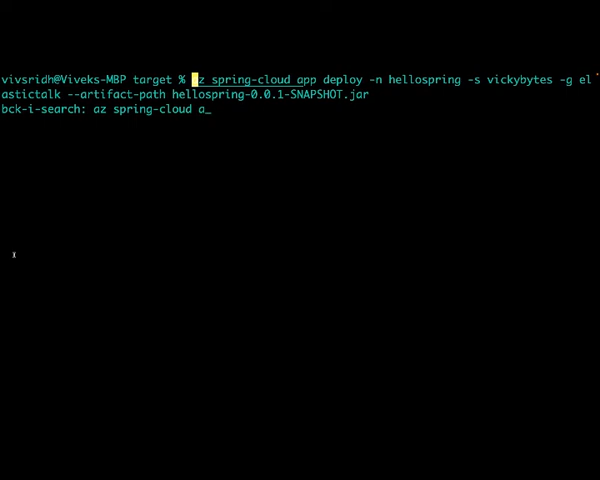 vivsridh@Viveks-MBP target % az spring-cloud app deploy -n hellospring -s vickybytes -g el
astictalk --artifact-path hellospring-0.0.1-SNAPSHOT.jar
bck-i-search: az spring-cloud a_